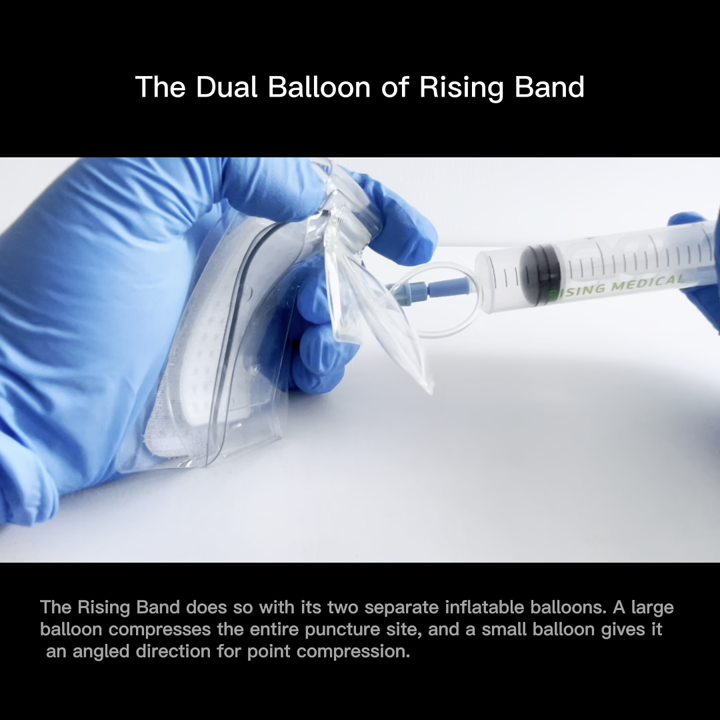 The Dual Balloon of Rising Band
ISING MEDICAL
The Rising Band does so with its two separate inflatable balloons. A large
balloon compresses the entire puncture site, and a small balloon gives it
an angled direction for point compression.